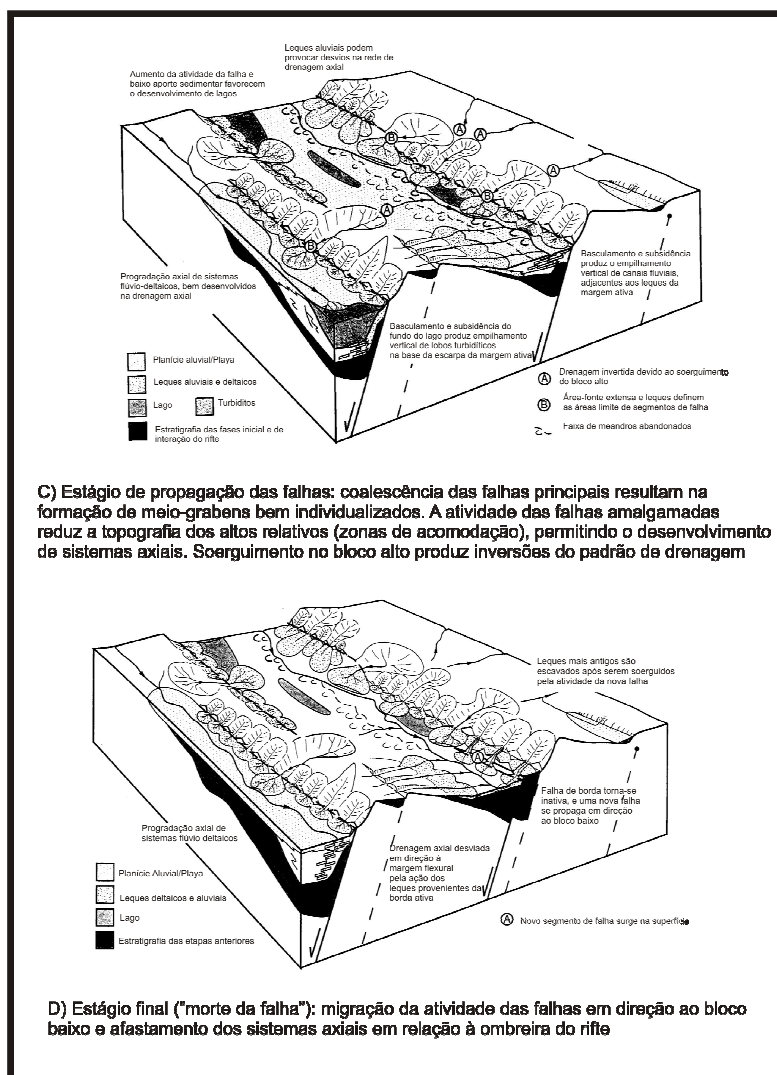 Leques aluviais podem
provocar desvios na rede de
drenagem axial
Aumento da atividade da falha e
baixo aporte sedimentar favorecem
o desenvolvimento de lagos
A
A
B
A
B
A
B
Basculamento e subsidência
produz o empilhamento
vertical de canais fluviais,
adjacentes aos leques da
margem ativa
Progradação axial de sistemas
flúvio-deltaicos, bem desenvolvidos
na drenagem axial
Basculamento e subsidência do
fundo do lago produz empilhamento
vertical de lobos turbidíticos
na base da escarpa da margem ativa
Planície aluvial/Playa
Leques aluviais e deltaicos
Lago
Turbiditos
Estratigrafia das fases inicial e de
interação do rifte
A Drenagem invertida devido ao soerguimento
do bloco alto
B Área-fonte extensa e leques definem
as áreas limite de segmentos de falha
Faixa de meandros abandonados
C) Estágio de propagação das falhas: coalescência das falhas principais resultam na
formação de meio-grabens bem individualizados. A atividade das falhas amalgamadas
reduz a topografia dos altos relativos (zonas de acomodação), permitindo o desenvolvimento
de sistemas axiais. Soerguimento no bloco alto produz inversões do padrão de drenagem
Leques mais antigos são
escavados após serem soerguidos
pela atividade da nova falha
A
Falha de borda torna-se
inativa, e uma nova falha
se propaga em direção
ao bloco baixo
Progradação axial de
sistemas flúvio deltaicos
Drenagem axial desviada
em direção à
margem flexural
pela ação dos
leques provenientes da
borda ativa
Planície Aluvial/Playa
Leques deltaicos e aluviais
Lago
Estratigrafia das etapas anteriores
A Novo segmento de falha surge na superfície
D) Estágio final ("morte da falha"): migração da atividade das falhas em direção ao bloco
baixo e afastamento dos sistemas axiais em relação à ombreira do rifte